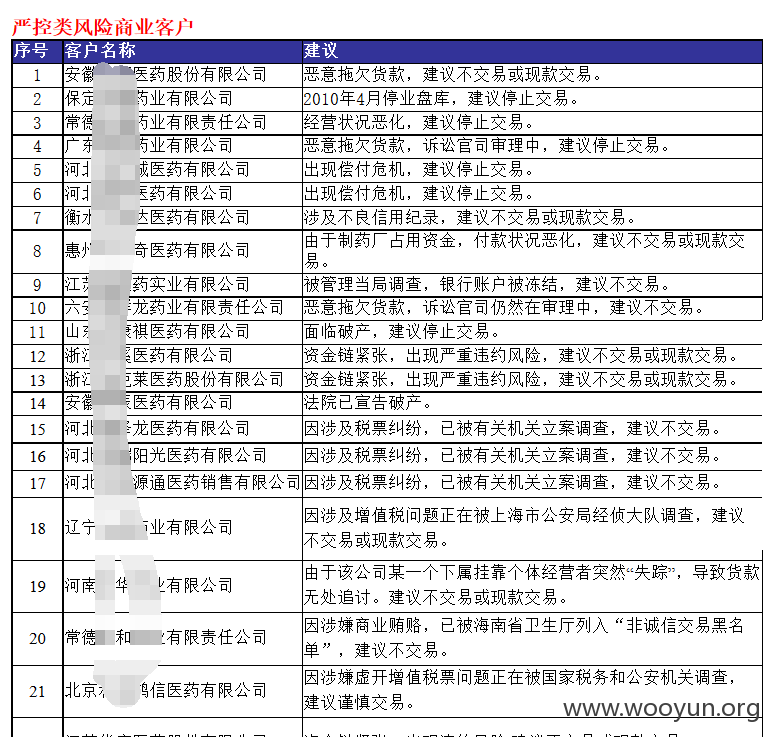 严控类风险商业客户
序号 客户名称 建议
1 安徽 医药股份有限公司 恶意拖欠货款，建议不交易或现款交易。
2 保定 药业有限公司 2010年4月停业盘库，建议停止交易。
3 常德 药业有限责任公司 经营状况恶化，建议停止交易。
4 广东 药业有限公司 恶意拖欠货款，诉讼官司审理中，建议停止交易。
5 河北 诚医药有限公司 出现偿付危机，建议停止交易。
6 河北 医药有限公司 出现偿付危机，建议停止交易。
7 衡水 达医药有限公司 涉及不良信用纪录，建议不交易或现款交易。
8 惠州 奇医药有限公司 由于制药厂占用资金，付款状况恶化，建议不交易或现款交
易。
9 江苏 药实业有限公司 被管理当局调查，银行账户被冻结，建议不交易。
10 六安 龙药业有限责任公司 恶意拖欠货款，诉讼官司仍然在审理中，建议不交易。
11 山东 康祺医药有限公司 面临破产，建议停止交易。
12 浙江 医药有限公司 资金链紧张，出现严重违约风险，建议不交易或现款交易。
13 浙江 克莱医药股份有限公司 资金链紧张，出现严重违约风险，建议不交易或现款交易。
14 安徽 医药有限公司 法院已宣告破产。
15 河北 龙医药有限公司 因涉及税票纠纷，已被有关机关立案调查，建议不交易。
16 河北 阳光医药有限公司 因涉及税票纠纷，已被有关机关立案调查，建议不交易。
17 河北 源通医药销售有限公司 因涉及税票纠纷，已被有关机关立案调查，建议不交易。
18 辽宁 药业有限公司 因涉及增值税问题正在被上海市公安局经侦大队调查，建议
不交易或现款交易。
19 河南 华 业有限公司 由于该公司某一个下属挂靠个体经营者突然“失踪”，导致货款
无处追讨。建议不交易或现款交易。
20 常德 和 业有限责任公司 因涉嫌商业贿赂，已被海南省卫生厅列入“非诚信交易黑名
单”，建议不交易。
21 北京 鹤信医药有限公司 因涉嫌虚开增值税票问题正在被国家税务和公安机关调查，
建议谨慎交易。
www.wooyun.org